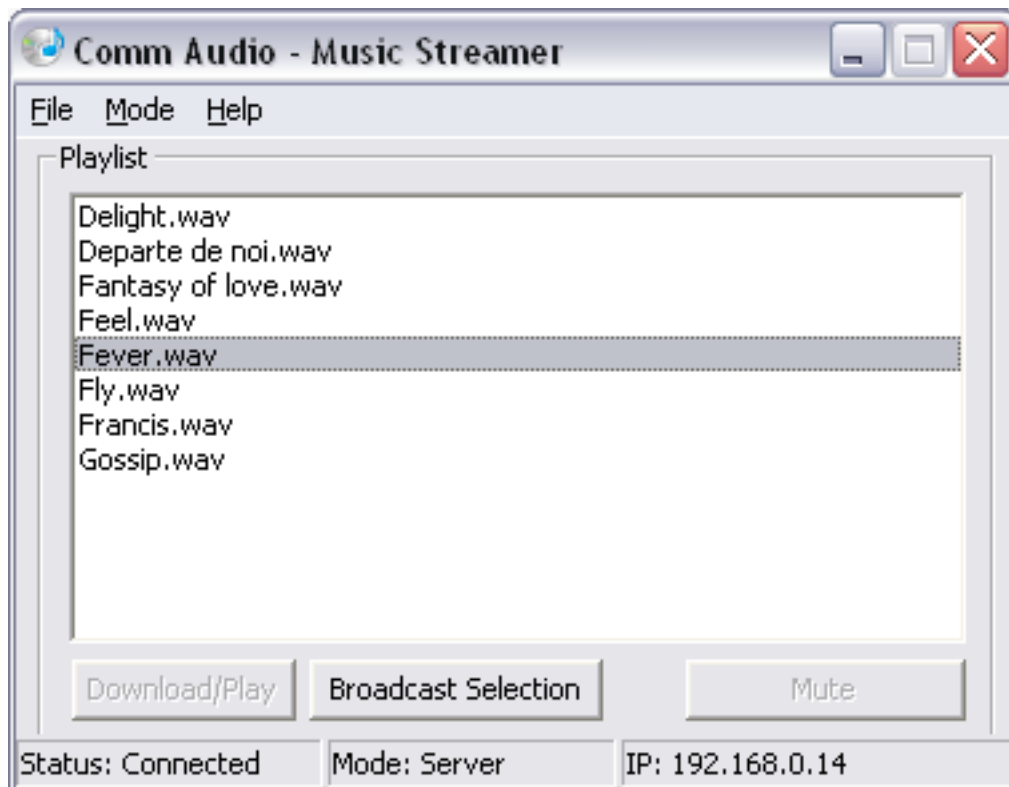 Comm Audio - Music Streamer
File Mode Help
Playlist
Delight.wav
Departe de noi.wav
Fantasy of love.wav
Feel.wav
Fever.wav
Fly.wav
Francis.wav
Gossip.wav
Download/Play Broadcast Selection Mute
Status: Connected Mode: Server IP: 192.168.0.14